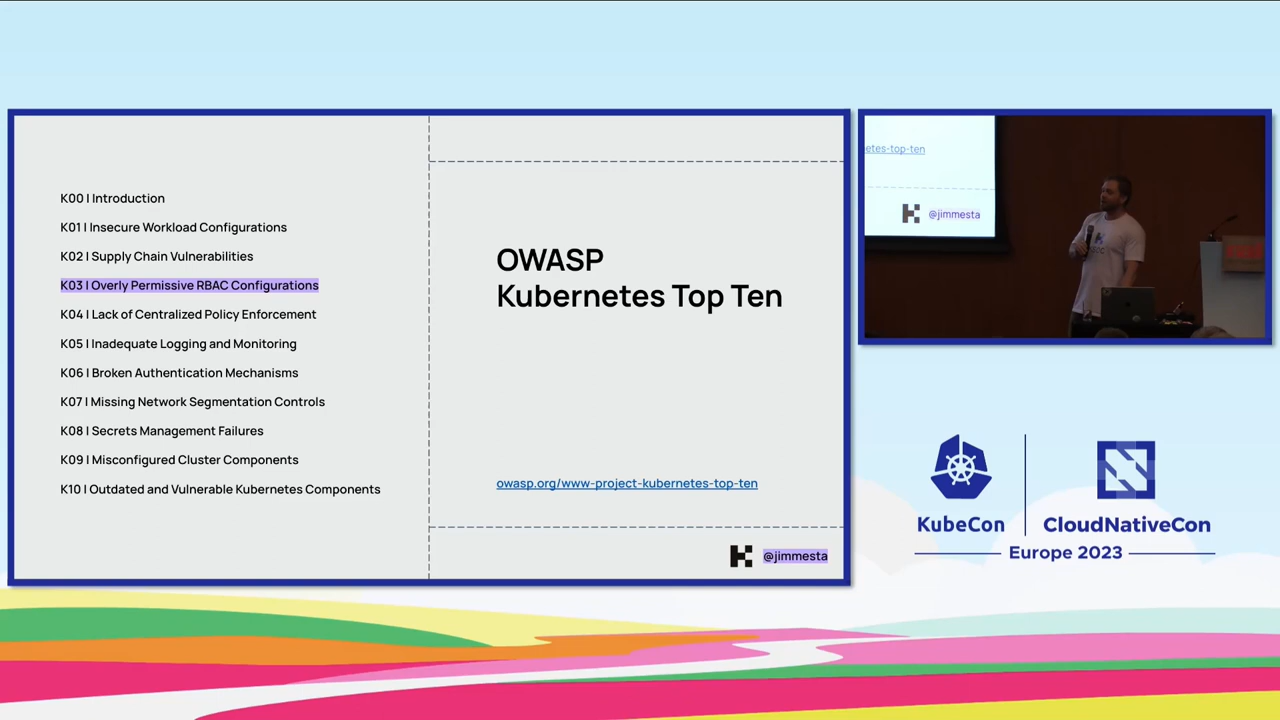 K00 | Introduction
K01 | Insecure Workload Configurations
K02 | Supply Chain Vulnerabilities
K03 | Overly Permissive RBAC Configurations
K04 | Lack of Centralized Policy Enforcement
K05 | Inadequate Logging and Monitoring
K06 | Broken Authentication Mechanisms
K07 | Missing Network Segmentation Controls
K08 | Secrets Management Failures
K09 | Misconfigured Cluster Components
K10 | Outdated and Vulnerable Kubernetes Components
OWASP
Kubernetes Top Ten
owasp.org/www-project-kubernetes-top-ten
@jimmesta
etes-top-ten
@jimmesta
KubeCon
CloudNativeCon
Europe 2023